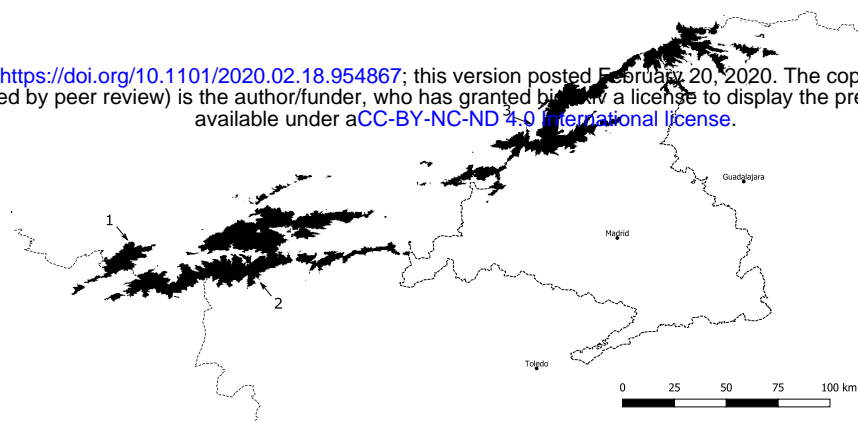 https://doi.org/10.1101/2020.02.18.954867; this version posted February 20, 2020. The cop
ed by peer review) is the author/funder, who has granted bioRxiv a license to display the pre
available under aCC-BY-NC-ND 4.0 International license.
3
Guadalajara
1
Madrid
2
Toledo
0 25 50 75 100 km